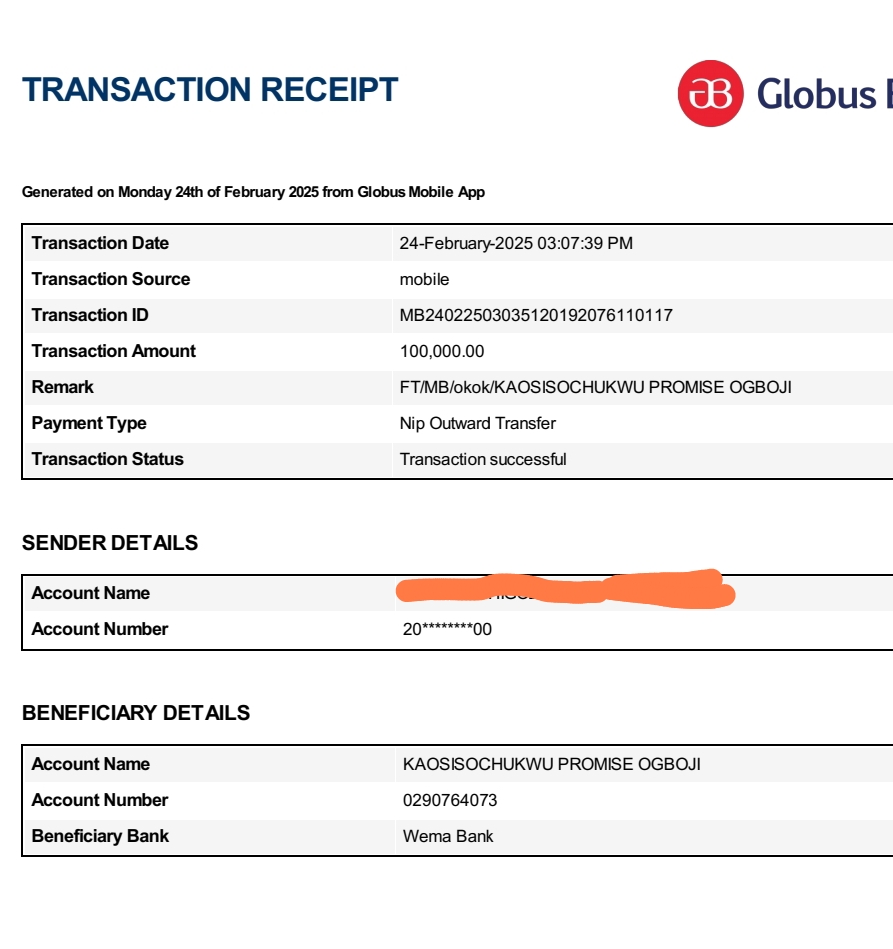 TRANSACTION RECEIPT
Globus
Generated on Monday 24th of February 2025 from Globus Mobile App
Transaction Date 24-February-2025 03:07:39 PM
Transaction Source mobile
Transaction ID MB24022503035120192076110117
Transaction Amount 100,000.00
Remark FT/MB/okok/KAOSISOCHUKWU PROMISE OGBOJI
Payment Type Nip Outward Transfer
Transaction Status Transaction successful
SENDER DETAILS
Account Name
Account Number 20********00
BENEFICIARY DETAILS
Account Name KAOSISOCHUKWU PROMISE OGBOJI
Account Number 0290764073
Beneficiary Bank Wema Bank